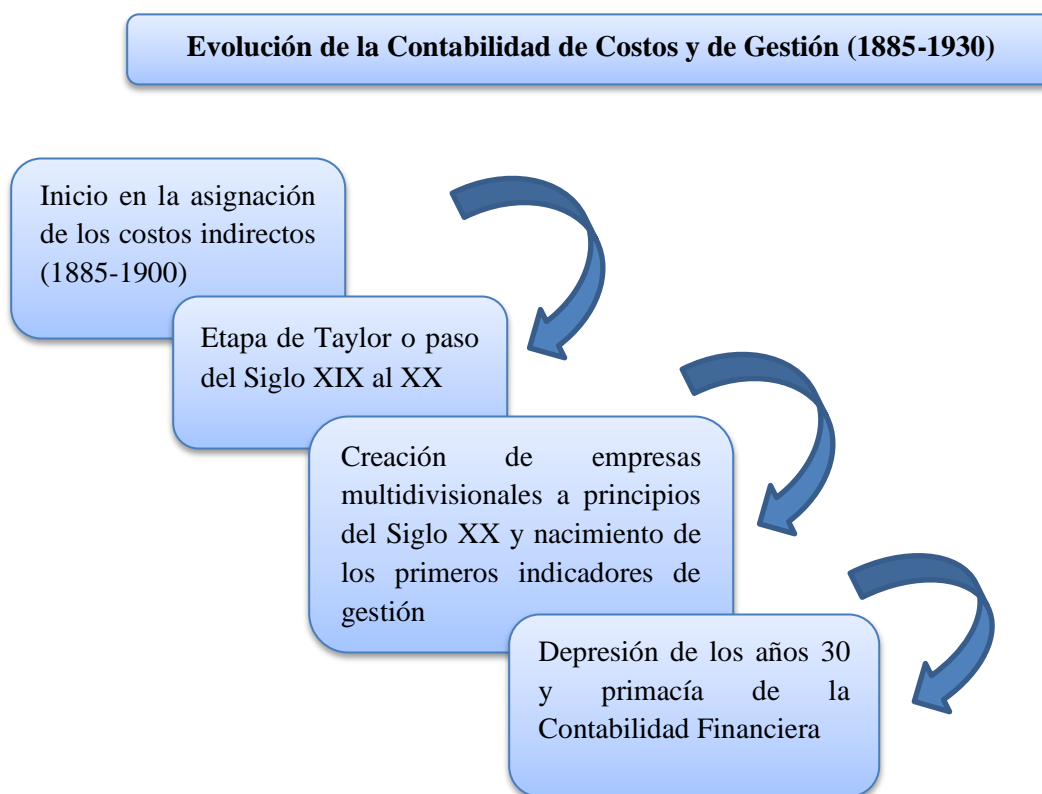 Evolución de la Contabilidad de Costos y de Gestión (1885-1930)
Inicio en la asignación
de los costos indirectos
(1885-1900)
Etapa de Taylor o paso
del Siglo XIX al XX
Creación de empresas
multidivisionales a principios
del Siglo XX y nacimiento de
los primeros indicadores de
gestión
Depresión de los años 30
y primacía de la
Contabilidad Financiera